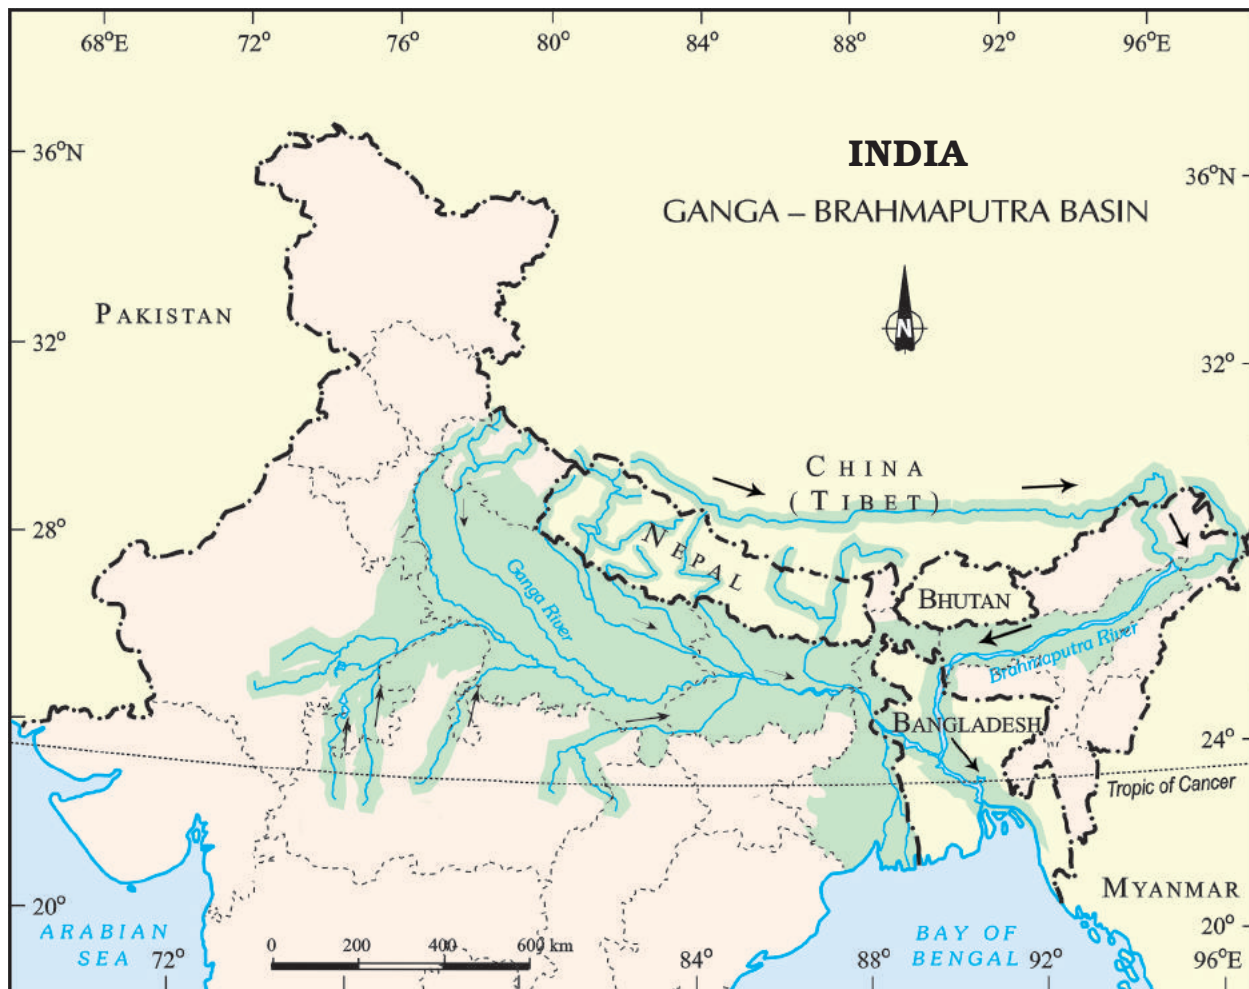 68°E 72° 76° 80° 84° 88° 92° 96°E
36°N
INDIA
36°N
GANGA – BRAHMAPUTRA BASIN
N
PAKISTAN
32°
32°
CHINA
(TIBET)
28°
28°
NEPAL
Ganga River
BHUTAN
Brahmaputra River
BANGLADESH
24°
24°
Tropic of Cancer
MYANMAR
20°
20°
ARABIAN
SEA
0 200 400 600 km
BAY OF
BENGAL
72° 84° 88° 92° 96°E